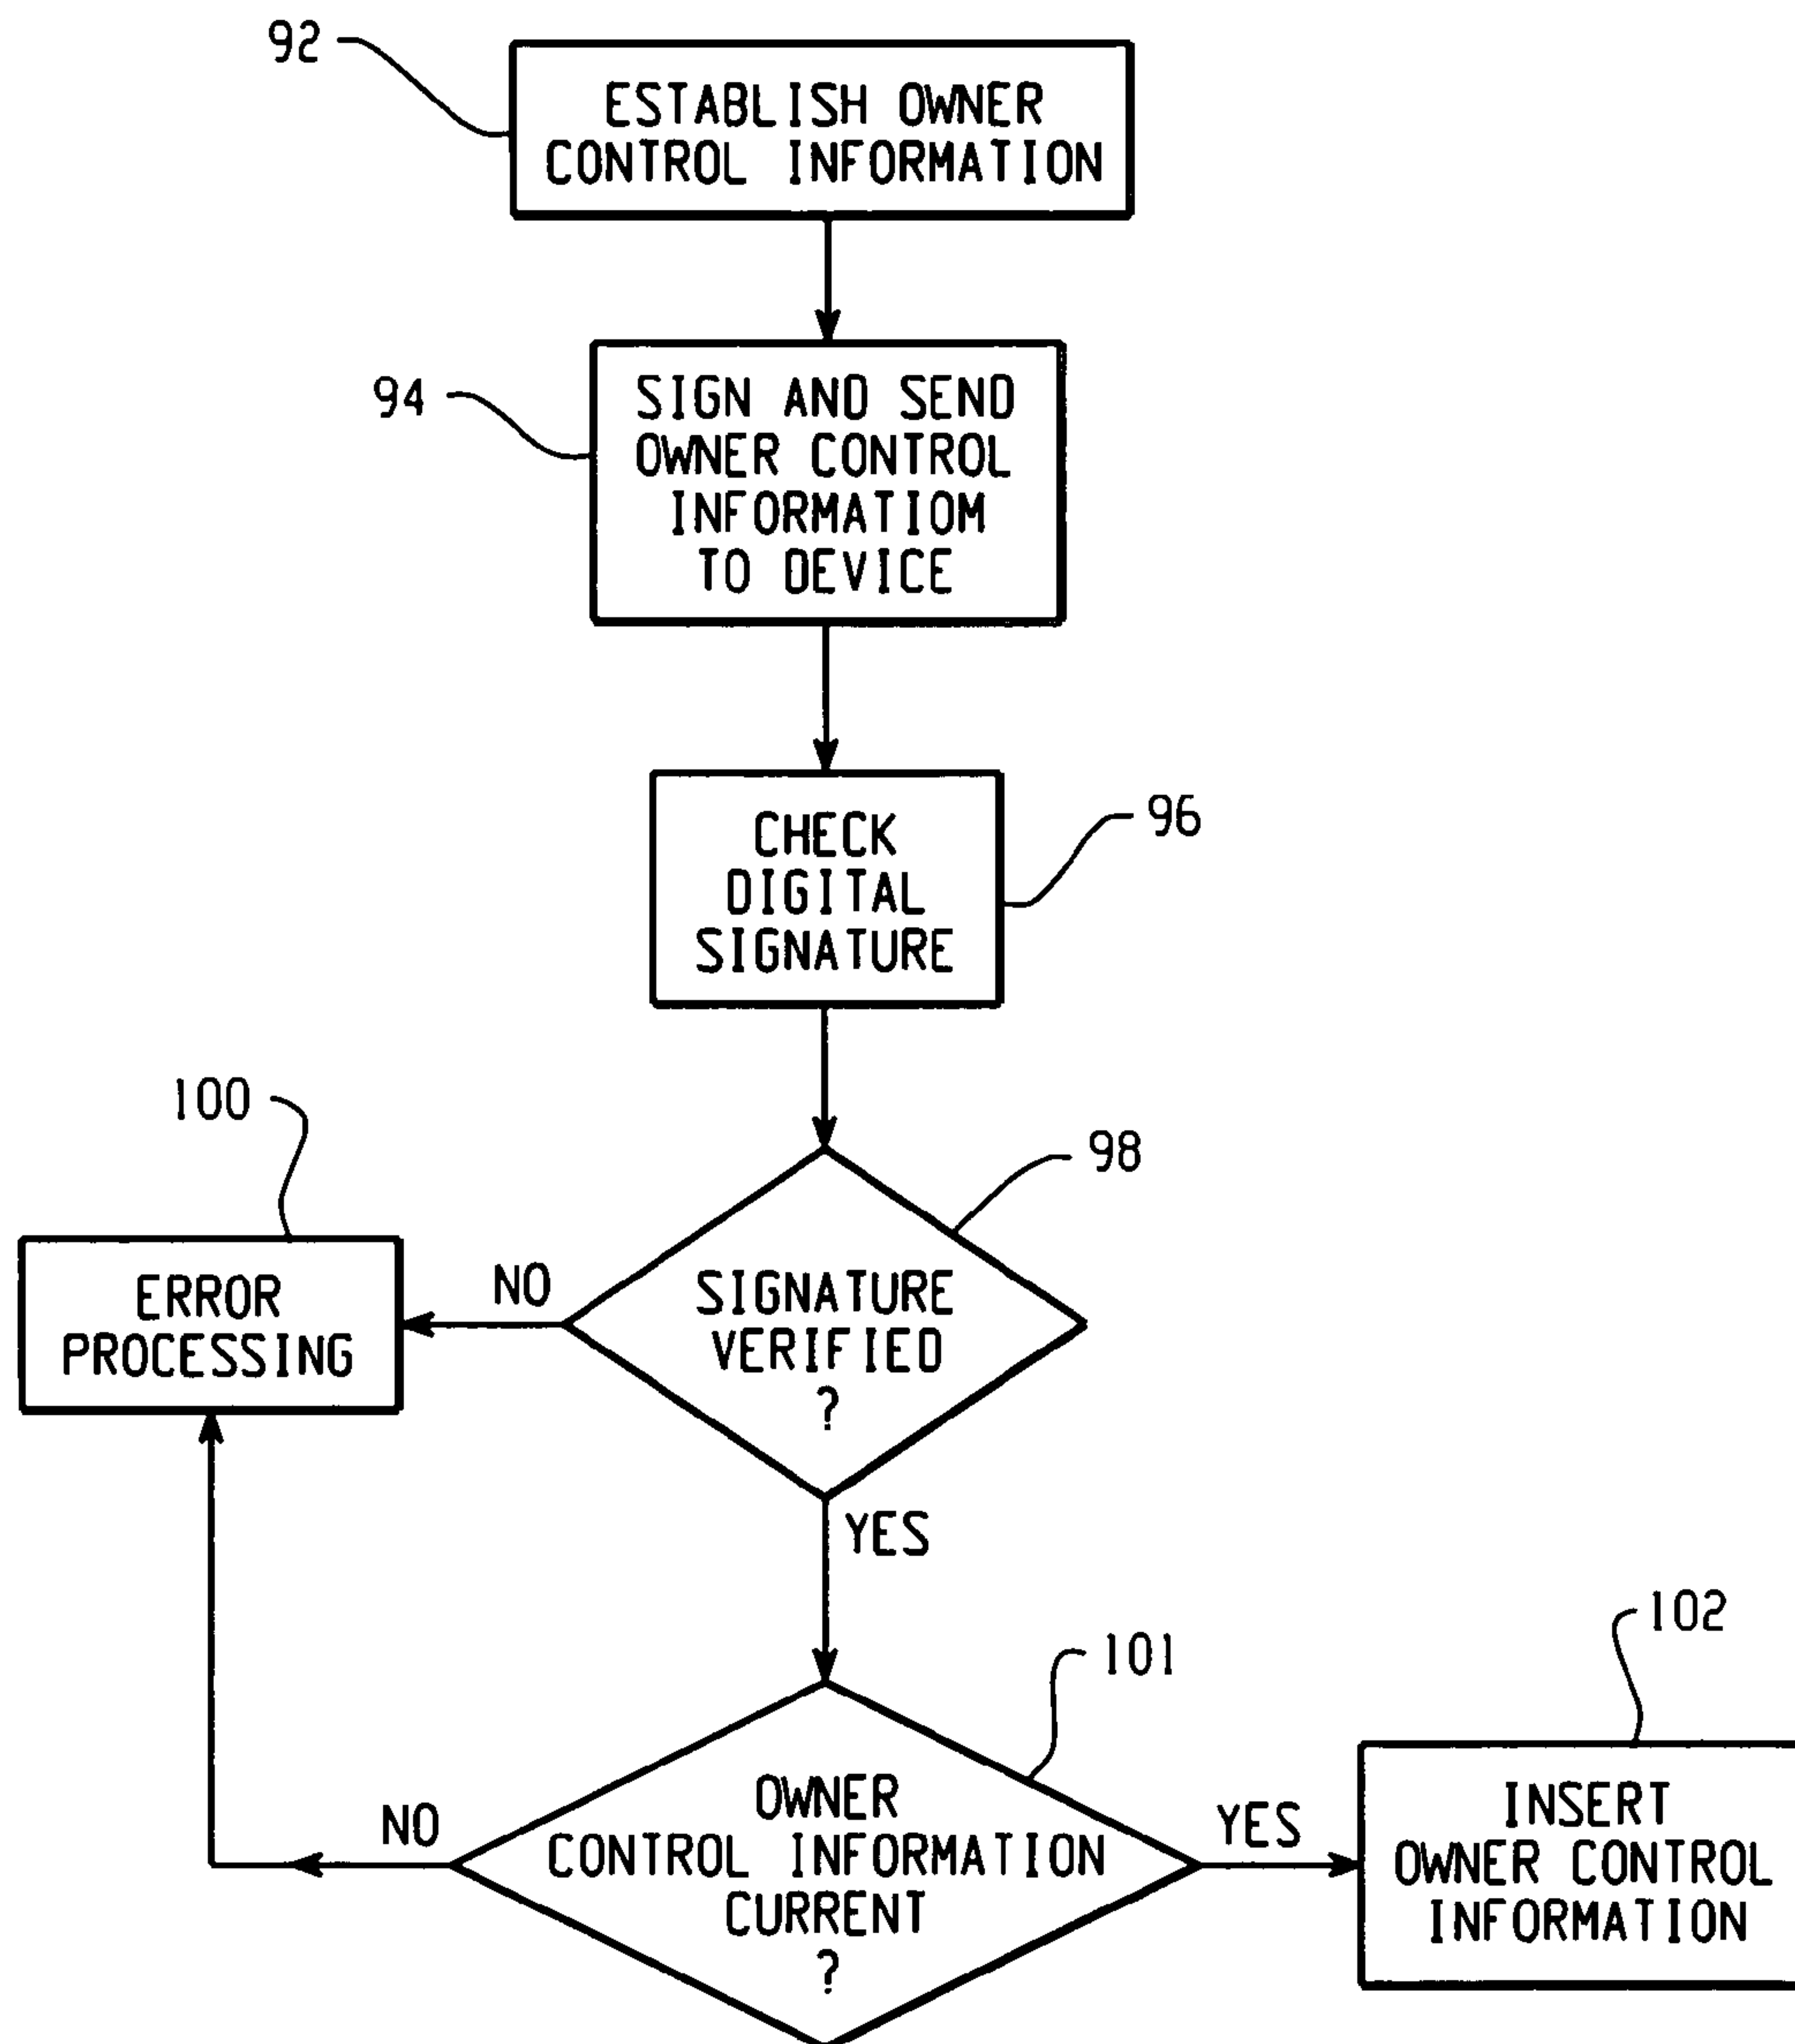 92
ESTABLISH OWNER
CONTROL INFORMATION
94
SIGN AND SEND
OWNER CONTROL
INFORMATIOM
TO DEVICE
96
CHECK
DIGITAL
SIGNATURE
100
98
ERROR
PROCESSING
NO
SIGNATURE
VERIFIED
?
YES
101
102
NO
OWNER
CONTROL INFORMATION
CURRENT
?
YES
INSERT
OWNER CONTROL
INFORMATION